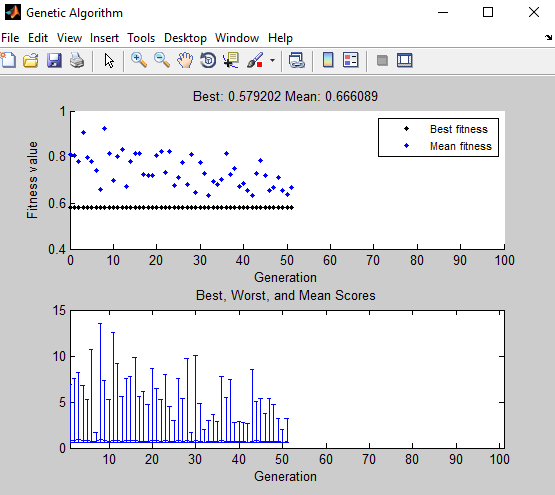 Genetic Algorithm
File Edit View Insert Tools Desktop Window Help
Best: 0.579202 Mean: 0.666089
1
0.8
0.6
0.4
Fitness value
Best fitness
Mean fitness
0 10 20 30 40 50 60 70 80 90 100
Generation
Best, Worst, and Mean Scores
15
10
5
0
10 20 30 40 50 60 70 80 90 100
Generation